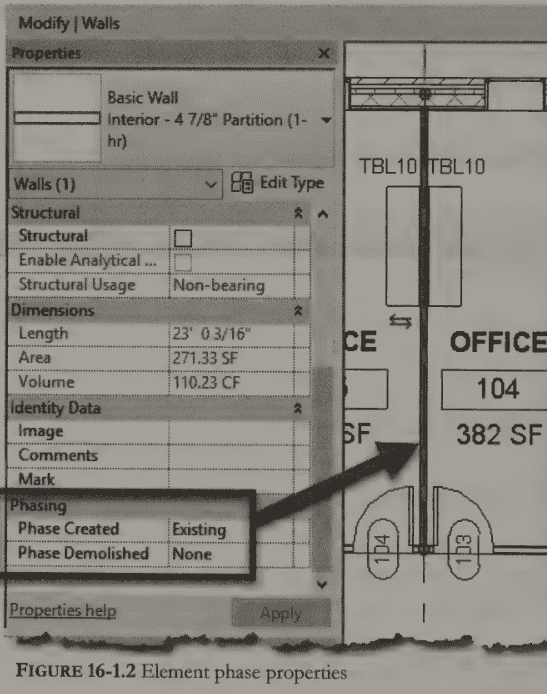 Modify | Walls
Properties
Basic Wall
Interior - 4 7/8" Partition (1-
hr)
Walls (1)
Edit Type
Structural
Structural
Enable Analytical ...
Structural Usage Non-bearing
Dimensions
Length 23' 0 3/16"
Area 271.33 SF
Volume 110.23 CF
Identity Data
Image
Comments
Mark
Phasing
Phase Created Existing
Phase Demolished None
Properties help
Apply
TBL10 TBL10
CE OFFICE
104
SF 382 SF
104 103
FIGURE 16-1.2 Element phase properties